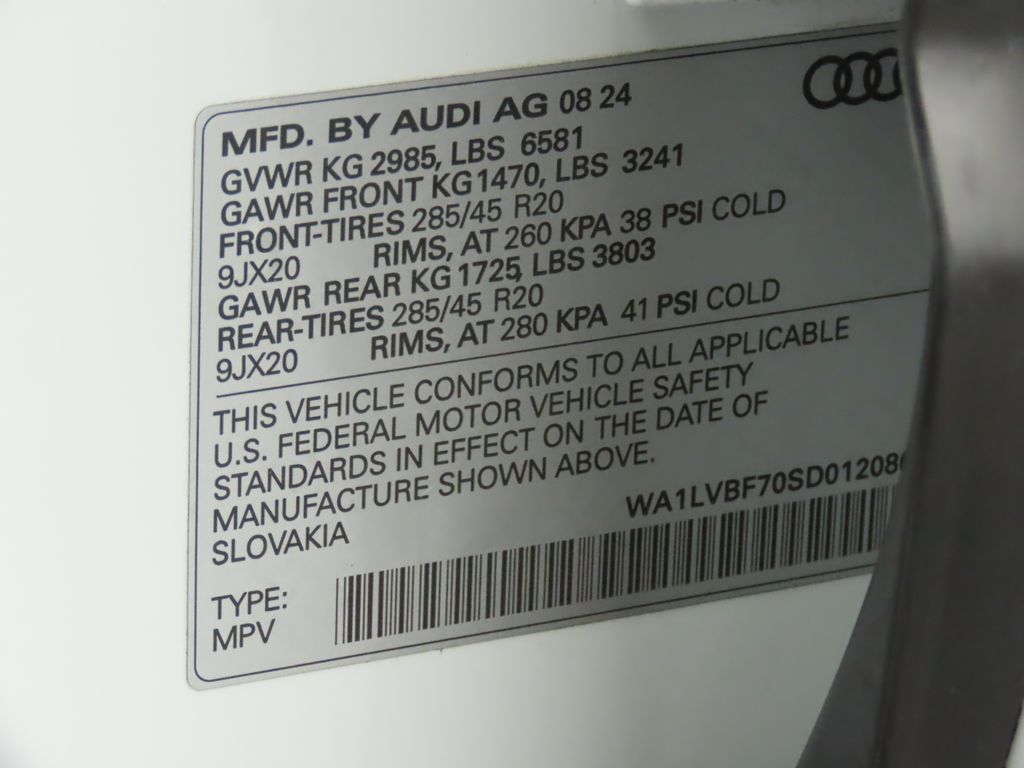 MFD. BY AUDI AG 08 24
GVWR KG 2985, LBS 6581
GAWR FRONT KG 1470, LBS 3241
FRONT-TIRES 285/45 R20
9JX20 RIMS, AT 260 KPA 38 PSI COLD
GAWR REAR KG 1725, LBS 3803
REAR-TIRES 285/45 R20
9JX20 RIMS, AT 280 KPA 41 PSI COLD
THIS VEHICLE CONFORMS TO ALL APPLICABLE
U.S. FEDERAL MOTOR VEHICLE SAFETY
STANDARDS IN EFFECT ON THE DATE OF
MANUFACTURE SHOWN ABOVE.
SLOVAKIA
WA1LVBF70SD01208
TYPE:
MPV